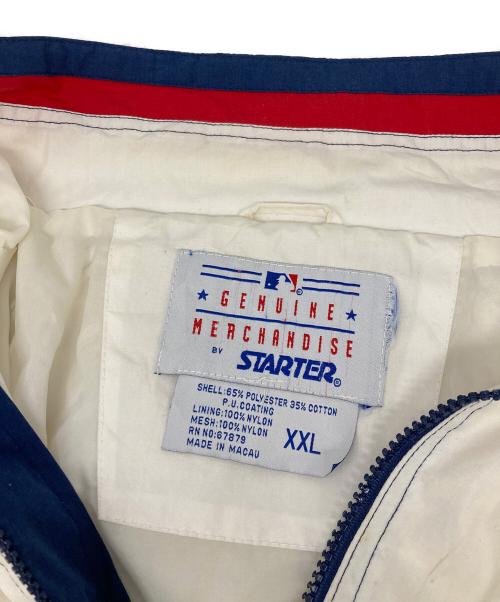 GENUINE
MERCHANDISE
BY STARTER®
SHELL:65% POLYESTER 35% COTTON
P.U.COATING
LINING:100%NYLON
MESH:100%NYLON
RN NO:67879
MADE IN MACAU
XXL